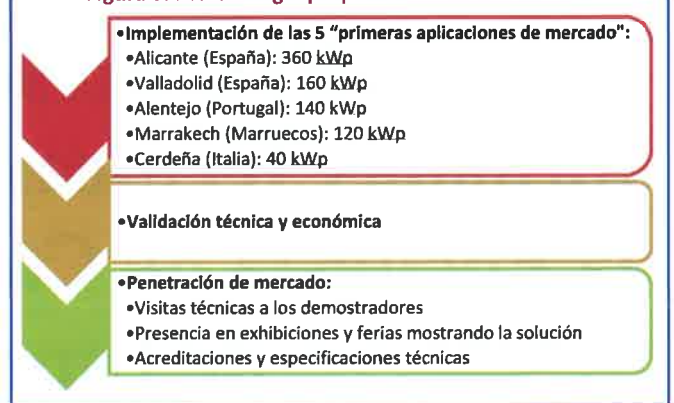 •Implementación de las 5 "primeras aplicaciones de mercado":
•Alicante (España): 360 kWp
•Valladolid (España): 160 kWp
•Alentejo (Portugal): 140 kWp
•Marrakech (Marruecos): 120 kWp
•Cerdeña (Italia): 40 kWp
•Validación técnica y económica
•Penetración de mercado:
•Visitas técnicas a los demostradores
•Presencia en exhibiciones y ferias mostrando la solución
•Acreditaciones y especificaciones técnicas